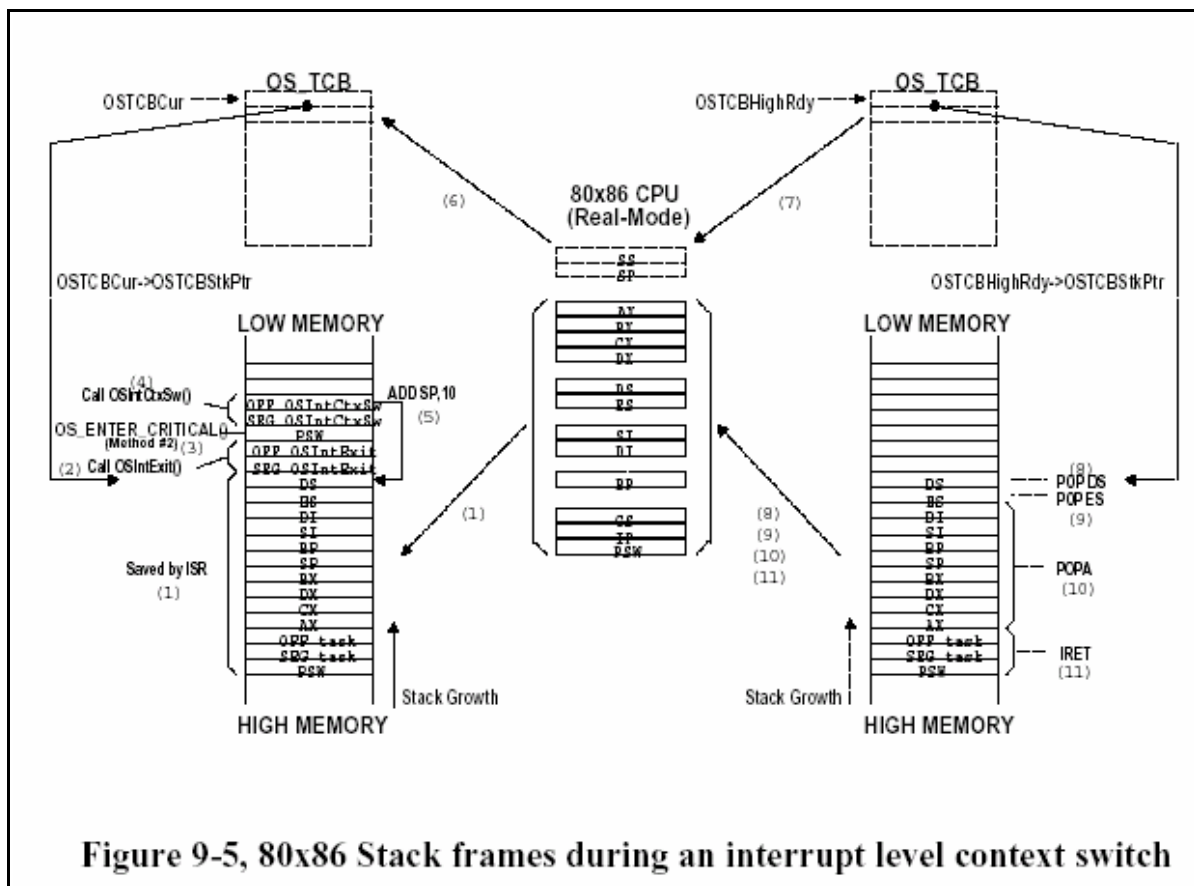 OS_TCB
OSTCBCur
OS_TCB
OSTCBHighRdy
(6)
80x86 CPU
(Real-Mode)
(7)
SS
SP
OSTCBCur->OSTCBStkPtr
OSTCBHighRdy->OSTCBStkPtr
LOW MEMORY
AX
BX
CX
DX
LOW MEMORY
(4)
Call OSIntCtxSw()
OFF OSIntCtxSw
SEG OSIntCtxSw
ADD SP,10
(5)
DS
ES
OS_ENTER_CRITICAL()
(Method #2) (3)
PSW
SI
DI
(2) Call OSIntExit()
OFF OSIntExit
SEG OSIntExit
BP
DS
ES
DI
SI
BP
SP
BX
DX
CX
AX
OFF task
SEG task
PSW
Saved by ISR
(1)
(1)
CS
IP
PSW
(8)
(9)
(10)
(11)
DS
ES
DI
SI
BP
SP
BX
DX
CX
AX
OFF task
SEG task
PSW
(8)
POP DS
POP ES
(9)
POPA
(10)
IRET
(11)
Stack Growth
HIGH MEMORY
Stack Growth
HIGH MEMORY
Figure 9-5, 80x86 Stack frames during an interrupt level context switch